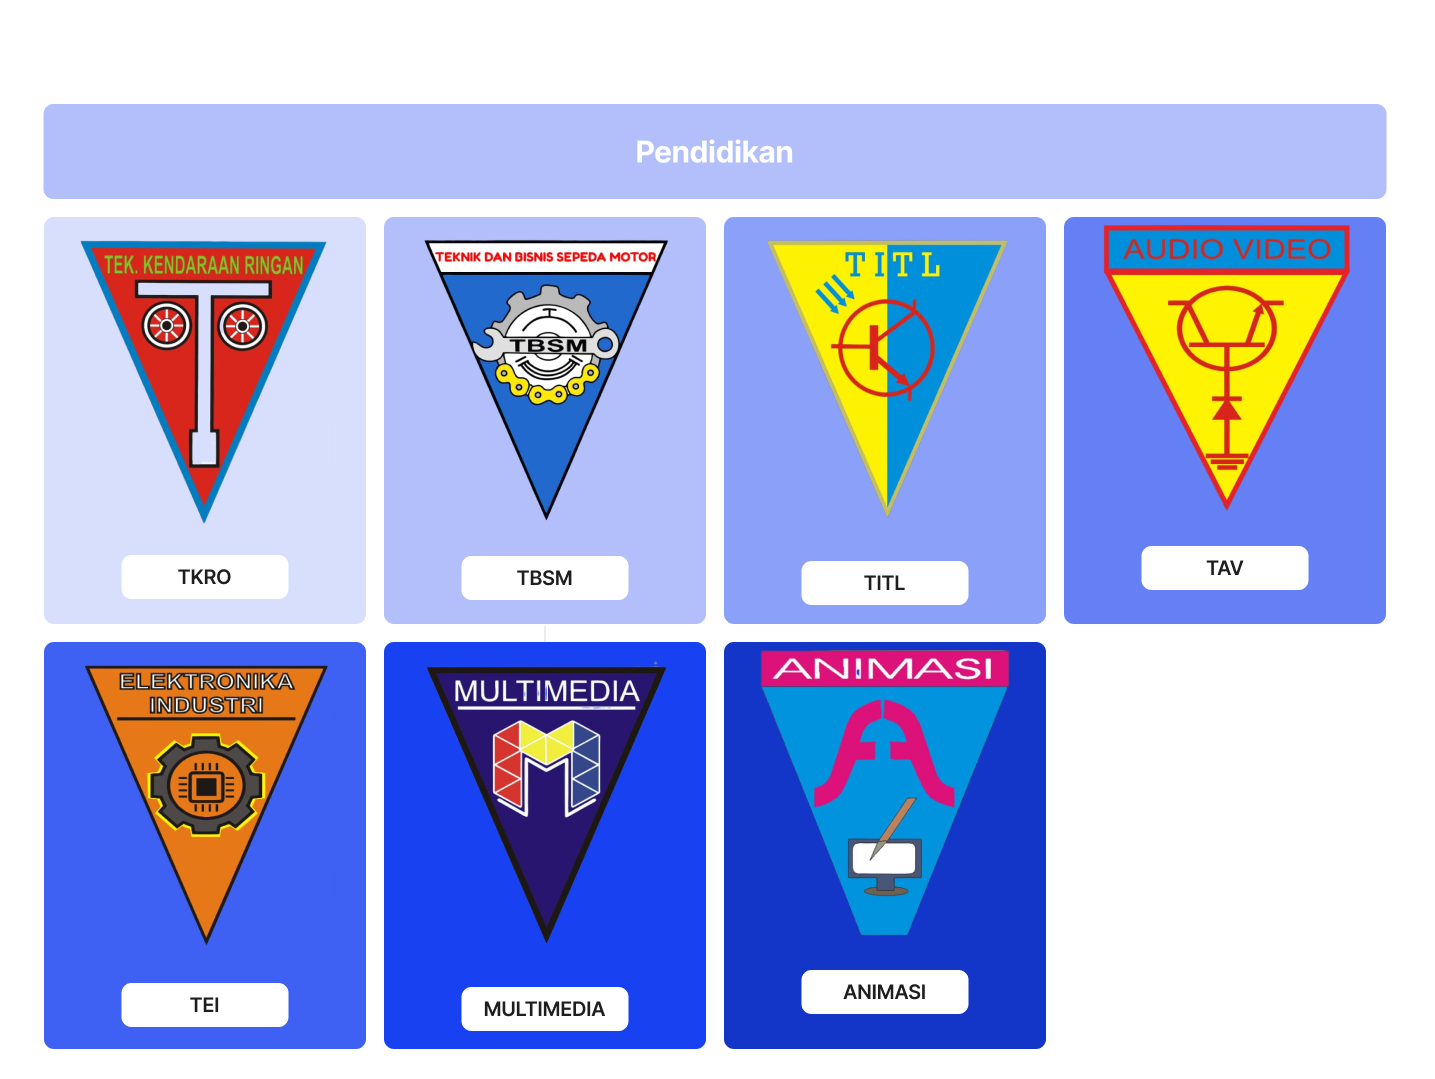 Pendidikan
TEK. KENDARAAN RINGAN
TKRO
TEKNIK DAN BISNIS SEPEDA MOTOR
TBSM
TBSM
TITL
TITL
AUDIO VIDEO
TAV
ELEKTRONIKA
INDUSTRI
TEI
MULTIMEDIA
MULTIMEDIA
ANIMASI
ANIMASI